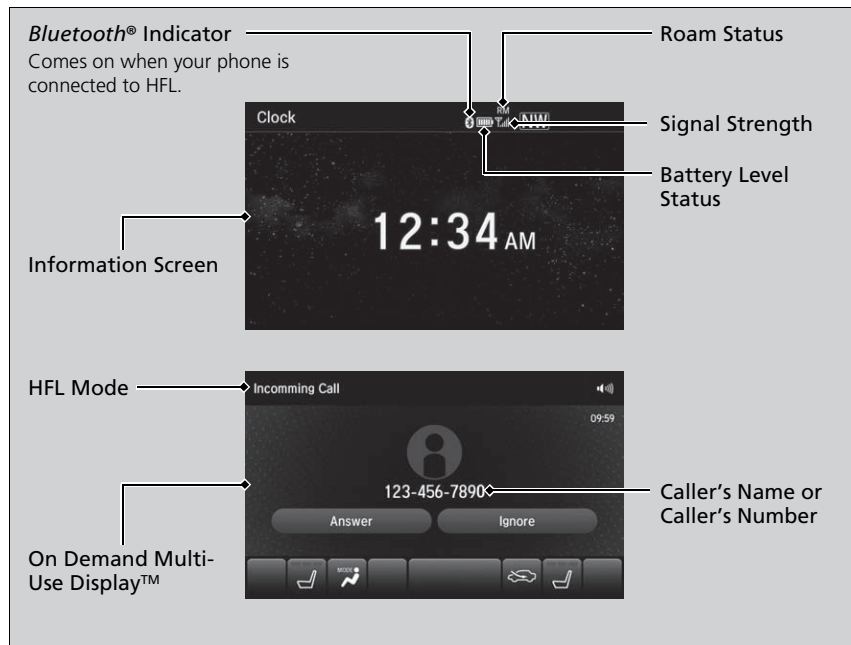 Bluetooth® Indicator
Comes on when your phone is
connected to HFL.
Roam Status
Signal Strength
Battery Level
Status
Clock
RM
NW
12:34 AM
Information Screen
HFL Mode
Incomming Call
09:59
123-456-7890
Answer
Ignore
Caller's Name or
Caller's Number
On Demand Multi-
Use Display™
MODE